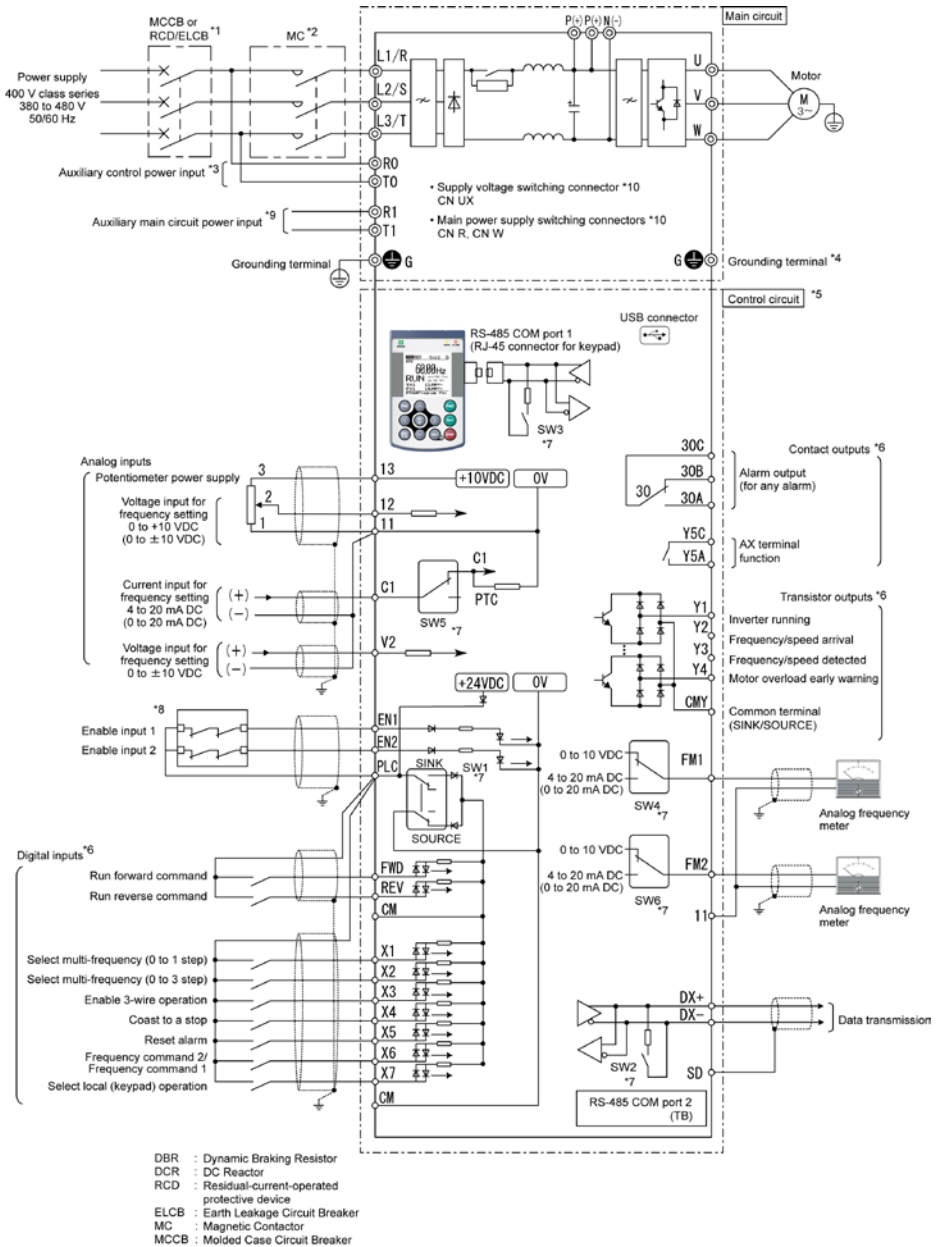 Main circuit
MCCB or
RCD/ELCB *1
MC *2
P(+) P(+) N(-)
Power supply
400 V class series
380 to 480 V
50/60 Hz
L1/R
L2/S
L3/T
U
V
W
Motor
M
3~
Auxiliary control power input *3
R0
T0
Auxiliary main circuit power input *9
R1
T1
• Supply voltage switching connector *10
CN UX
• Main power supply switching connectors *10
CN R, CN W
Grounding terminal
G
G
Grounding terminal *4
Control circuit *5
USB connector
RS-485 COM port 1
(RJ-45 connector for keypad)
60.00Hz
RUN
SW3
*7
Analog inputs
Potentiometer power supply
3
2
1
13
12
11
+10VDC
0V
Voltage input for
frequency setting
0 to +10 VDC
(0 to ±10 VDC)
Current input for
frequency setting
4 to 20 mA DC
(0 to 20 mA DC)
(+)
(-)
C1
C1
PTC
SW5
*7
Voltage input for
frequency setting
0 to ±10 VDC
(+)
(-)
V2
+24VDC
0V
*8
Enable input 1
Enable input 2
EN1
EN2
PLC
SINK
SW1
*7
SOURCE
Digital inputs*6
Run forward command
Run reverse command
FWD
REV
CM
Select multi-frequency (0 to 1 step)
Select multi-frequency (0 to 3 step)
Enable 3-wire operation
Coast to a stop
Reset alarm
Frequency command 2/
Frequency command 1
Select local (keypad) operation
X1
X2
X3
X4
X5
X6
X7
CM
Contact outputs *6
30C
30B
30
30A
Alarm output
(for any alarm)
Y5C
Y5A
AX terminal
function
Transistor outputs *6
Y1
Inverter running
Y2
Frequency/speed arrival
Y3
Frequency/speed detected
Y4
Motor overload early warning
CMY
Common terminal
(SINK/SOURCE)
0 to 10 VDC
4 to 20 mA DC
(0 to 20 mA DC)
SW4
*7
FM1
Analog frequency
meter
0 to 10 VDC
4 to 20 mA DC
(0 to 20 mA DC)
SW6
*7
FM2
11
Analog frequency
meter
DX+
DX-
Data transmission
SW2
*7
SD
RS-485 COM port 2
(TB)
DBR : Dynamic Braking Resistor
DCR : DC Reactor
RCD : Residual-current-operated
protective device
ELCB : Earth Leakage Circuit Breaker
MC : Magnetic Contactor
MCCB : Molded Case Circuit Breaker